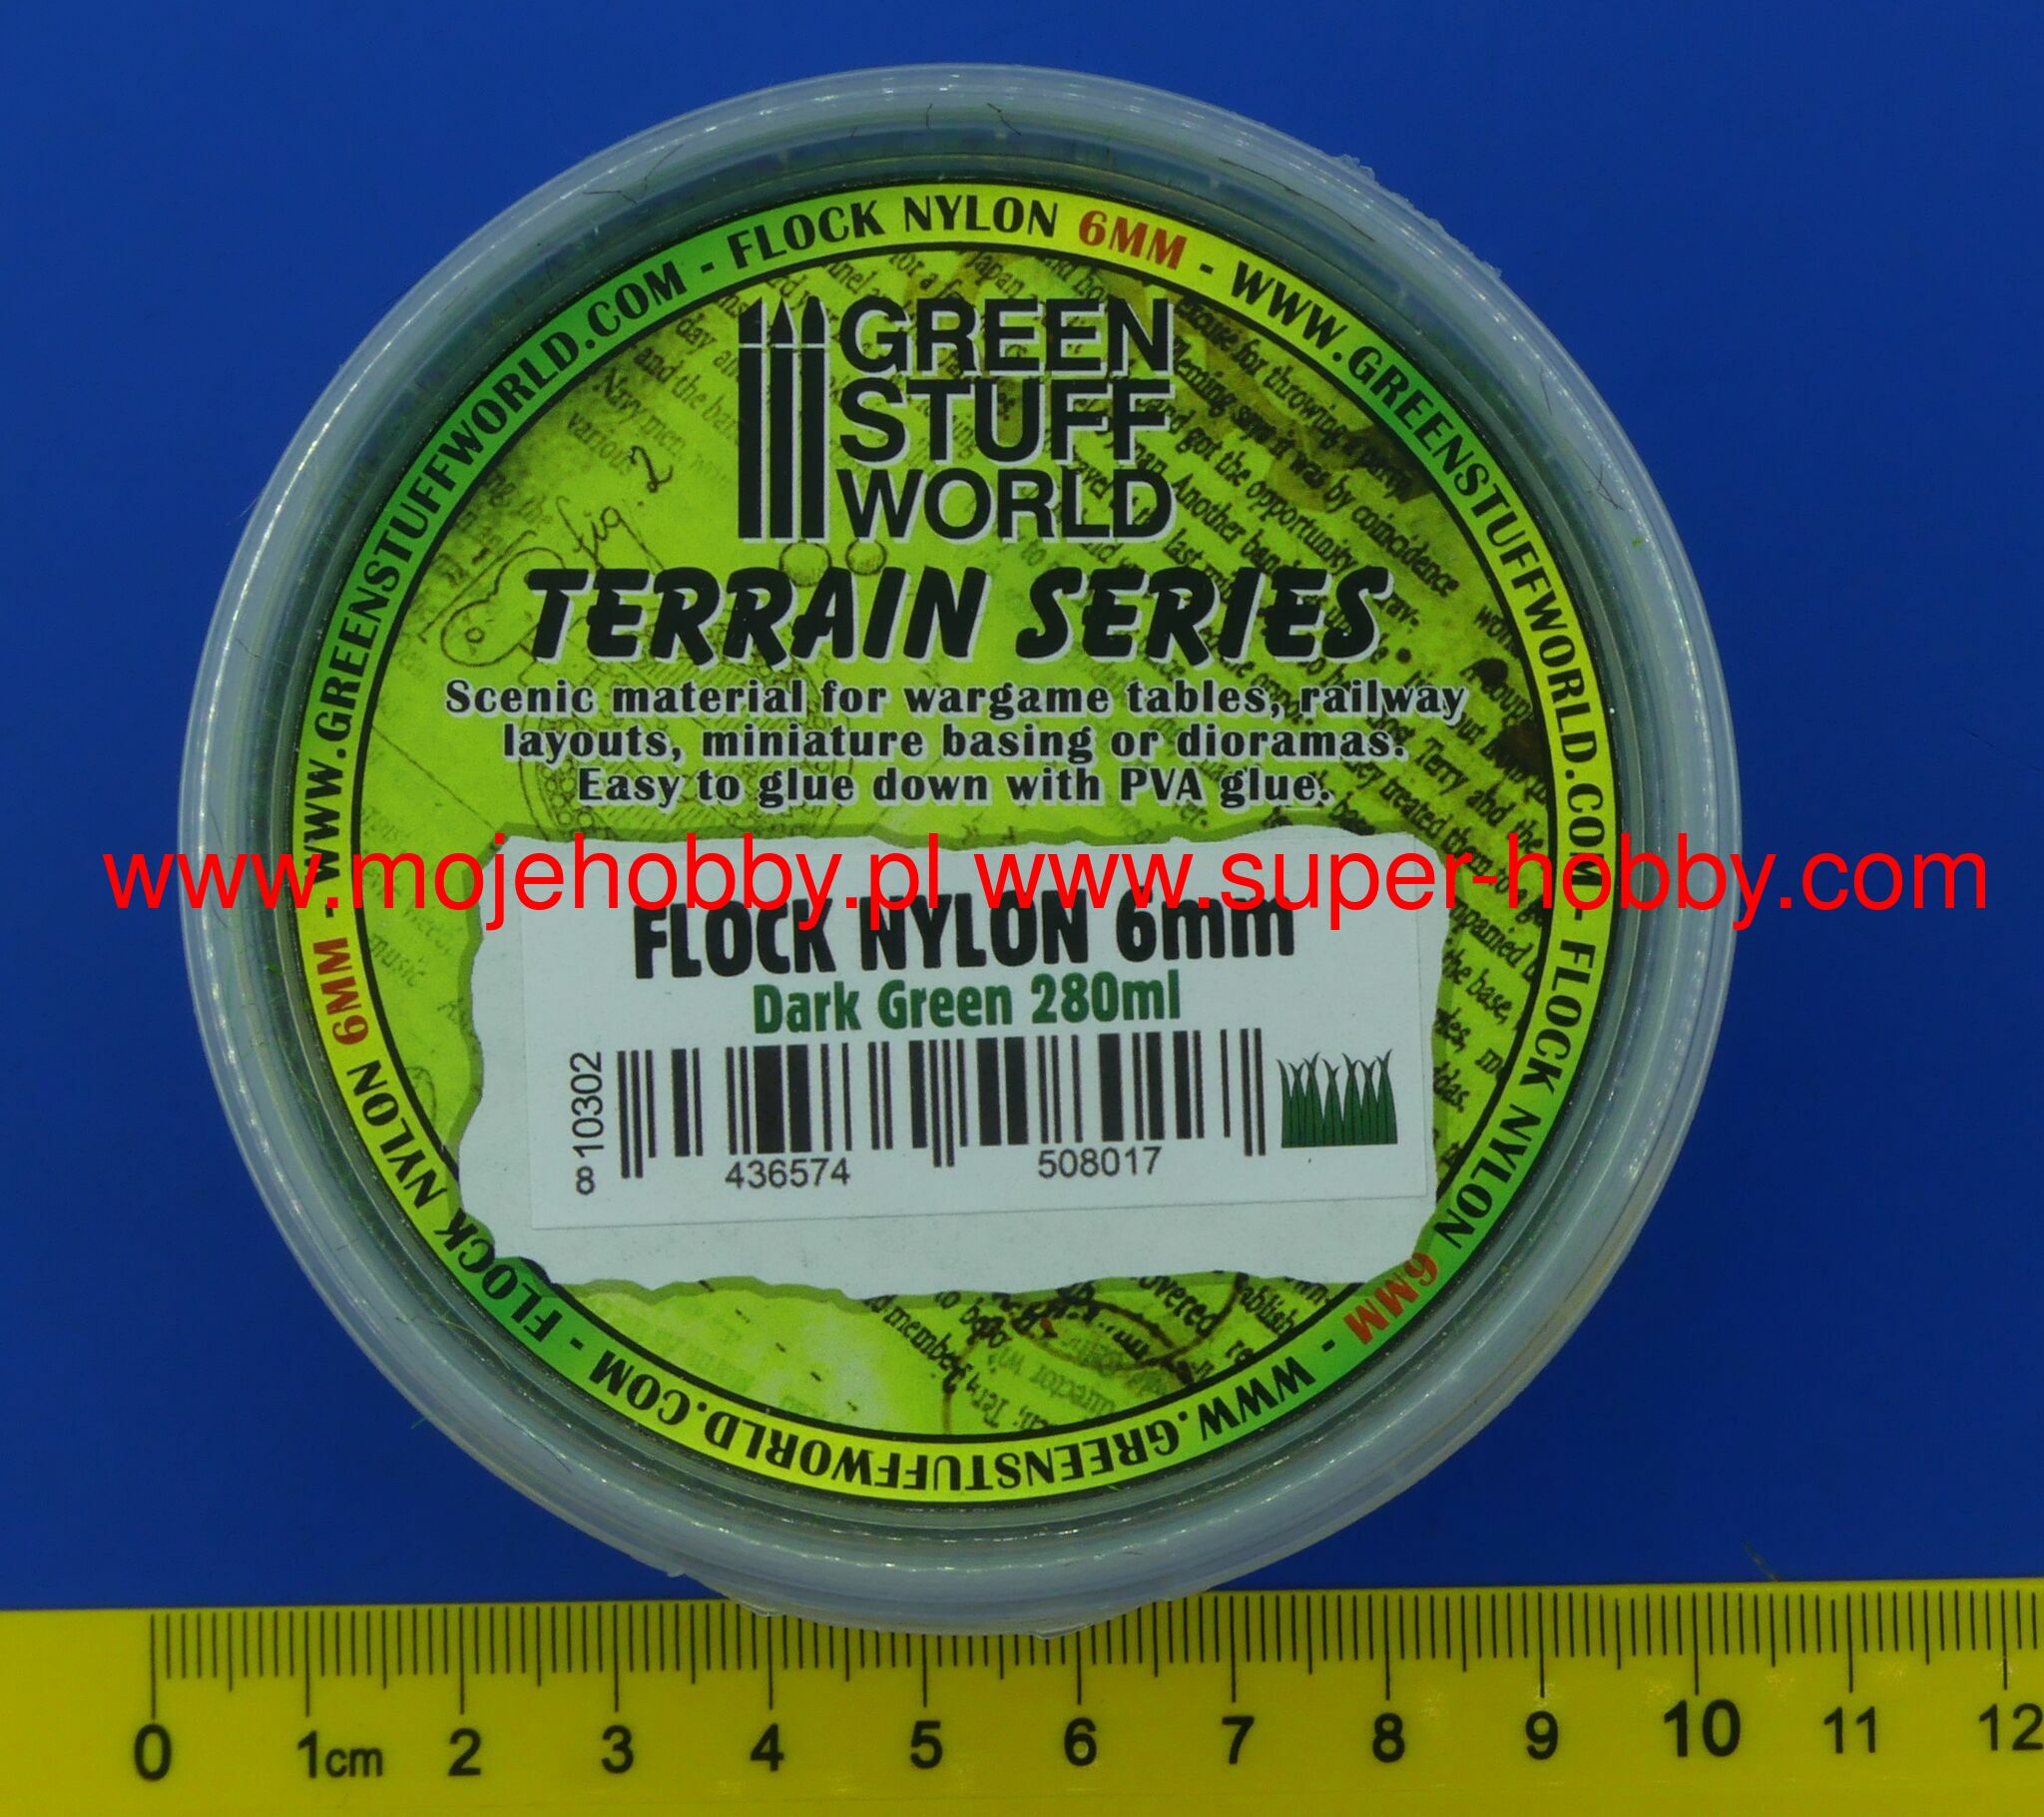 FLOCK NYLON 6MM - WWW.GREENSTUFFWORLD.COM - FLOCK NYLON 6MM - WWW.GREENSTUFFWORLD.COM - FLOCK NYLON 6MM - WWW.GREENSTUFFWORLD.COM -
GREEN
STUFF
WORLD
fig. 2
TERRAIN SERIES
Scenic material for wargame tables, railway
layouts, miniature basing or dioramas.
Easy to glue down with PVA glue.
www.mojehobby.pl www.super-hobby.com
FLOCK NYLON 6mm
Dark Green 280ml
10302
8 436574 508017
0 1cm 2 3 4 5 6 7 8 9 10 11 12